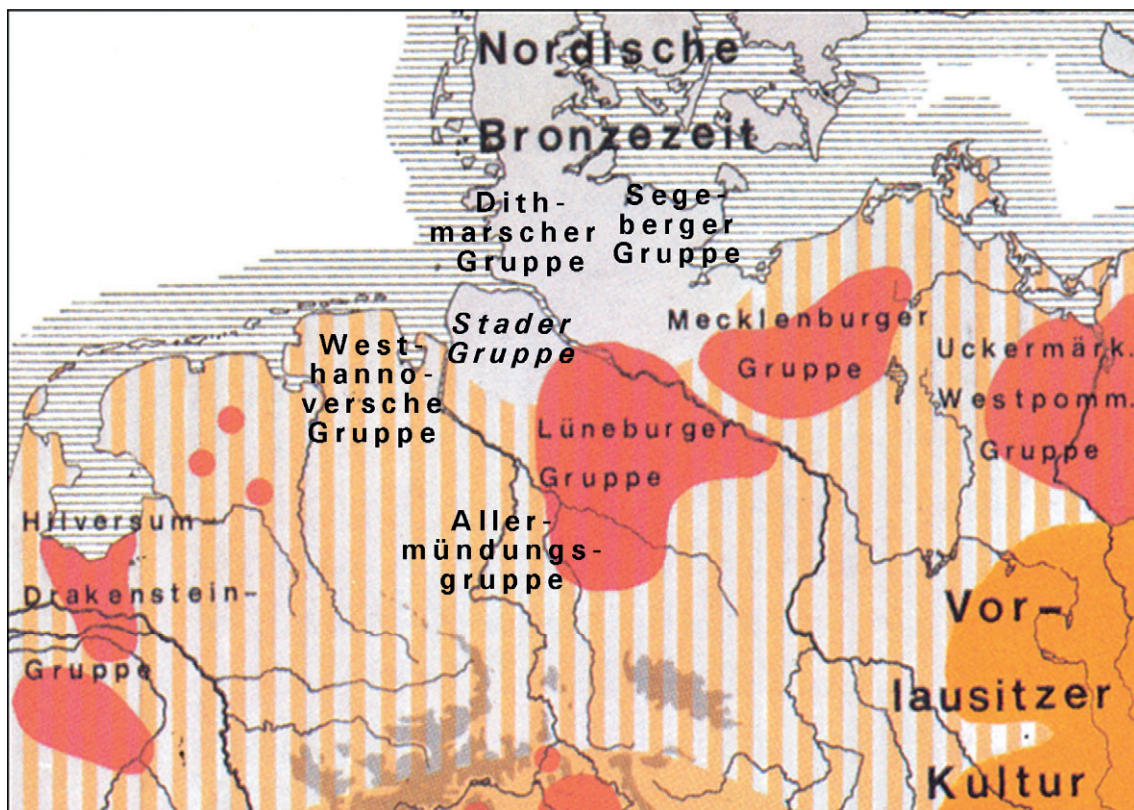 Nordische
Bronzezeit
Dith-
marscher
Gruppe
Sege-
berger
Gruppe
Stader
Gruppe
West-
hanno-
versche
Gruppe
Mecklenburger
Gruppe
Uckermärk.
Westpomm.
Gruppe
Lüneburger
Gruppe
Aller-
mündungs-
gruppe
Hilversum-
Drakenstein-
Gruppe
Vor-
lausitzer
Kultur